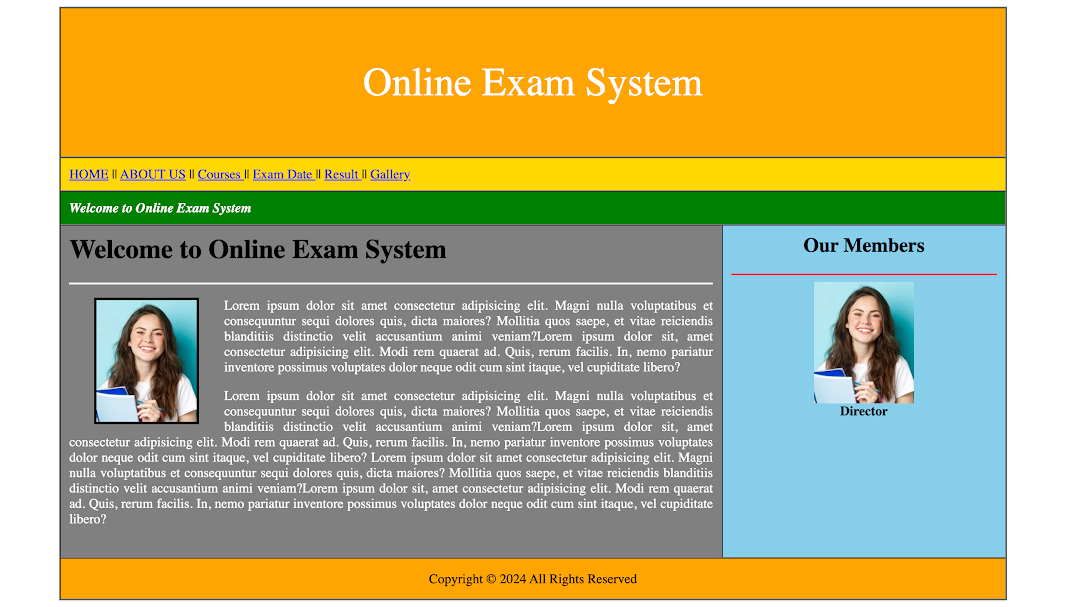 Online Exam System
HOME || ABOUT US || Courses || Exam Date || Result || Gallery
Welcome to Online Exam System
Welcome to Online Exam System
Lorem ipsum dolor sit amet consectetur adipisicing elit. Magni nulla voluptatibus et
consequuntur sequi dolores quis, dicta maiores? Mollitia quos saepe, et vitae reiciendis
blanditiis distinctio velit accusantium animi veniam?Lorem ipsum dolor sit, amet
consectetur adipisicing elit. Modi rem quaerat ad. Quis, rerum facilis. In, nemo pariatur
inventore possimus voluptates dolor neque odit cum sint itaque, vel cupiditate libero?
Lorem ipsum dolor sit amet consectetur adipisicing elit. Magni nulla voluptatibus et
consequuntur sequi dolores quis, dicta maiores? Mollitia quos saepe, et vitae reiciendis
blanditiis distinctio velit accusantium animi veniam?Lorem ipsum dolor sit, amet
consectetur adipisicing elit. Modi rem quaerat ad. Quis, rerum facilis. In, nemo pariatur inventore possimus voluptates
dolor neque odit cum sint itaque, vel cupiditate libero? Lorem ipsum dolor sit amet consectetur adipisicing elit. Magni
nulla voluptatibus et consequuntur sequi dolores quis, dicta maiores? Mollitia quos saepe, et vitae reiciendis blanditiis
distinctio velit accusantium animi veniam?Lorem ipsum dolor sit, amet consectetur adipisicing elit. Modi rem quaerat
ad. Quis, rerum facilis. In, nemo pariatur inventore possimus voluptates dolor neque odit cum sint itaque, vel cupiditate
libero?
Our Members
Director
Copyright © 2024 All Rights Reserved